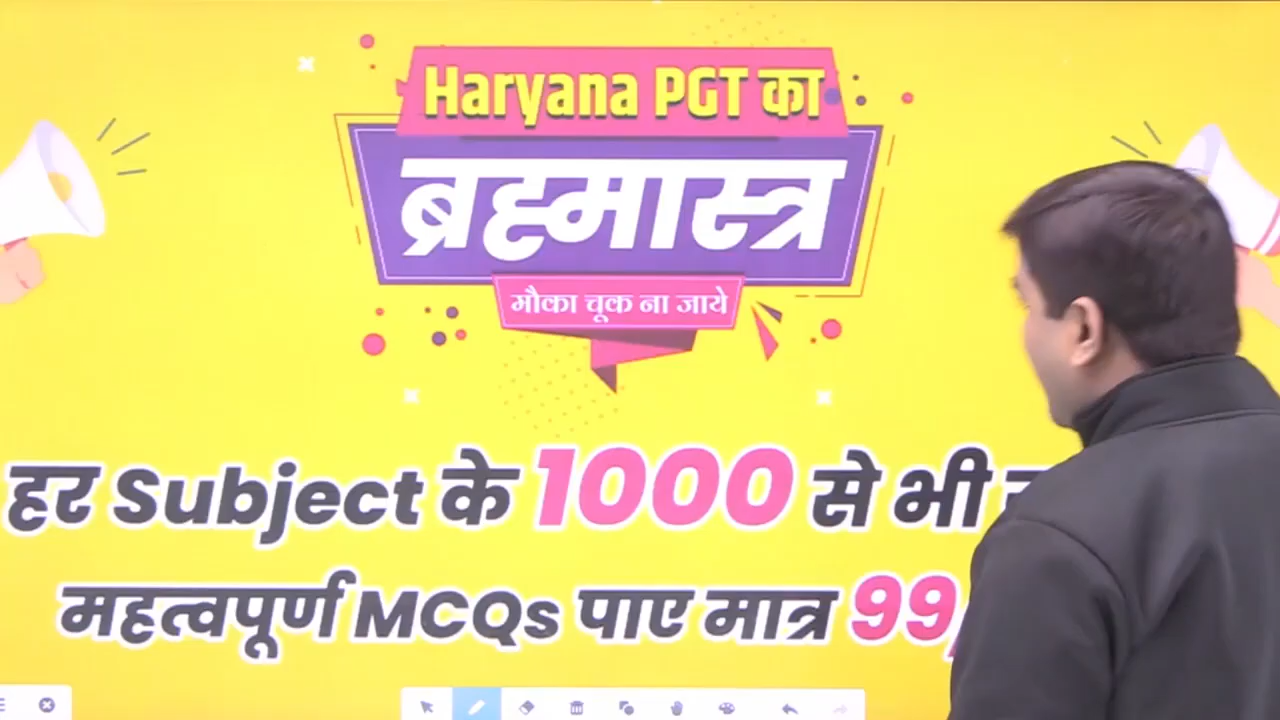 Haryana PGT का
ब्रह्मास्त्र
मौका चूक ना जाये
हर Subject के 1000 से भी
महत्वपूर्ण MCQs पाए मात्र 99